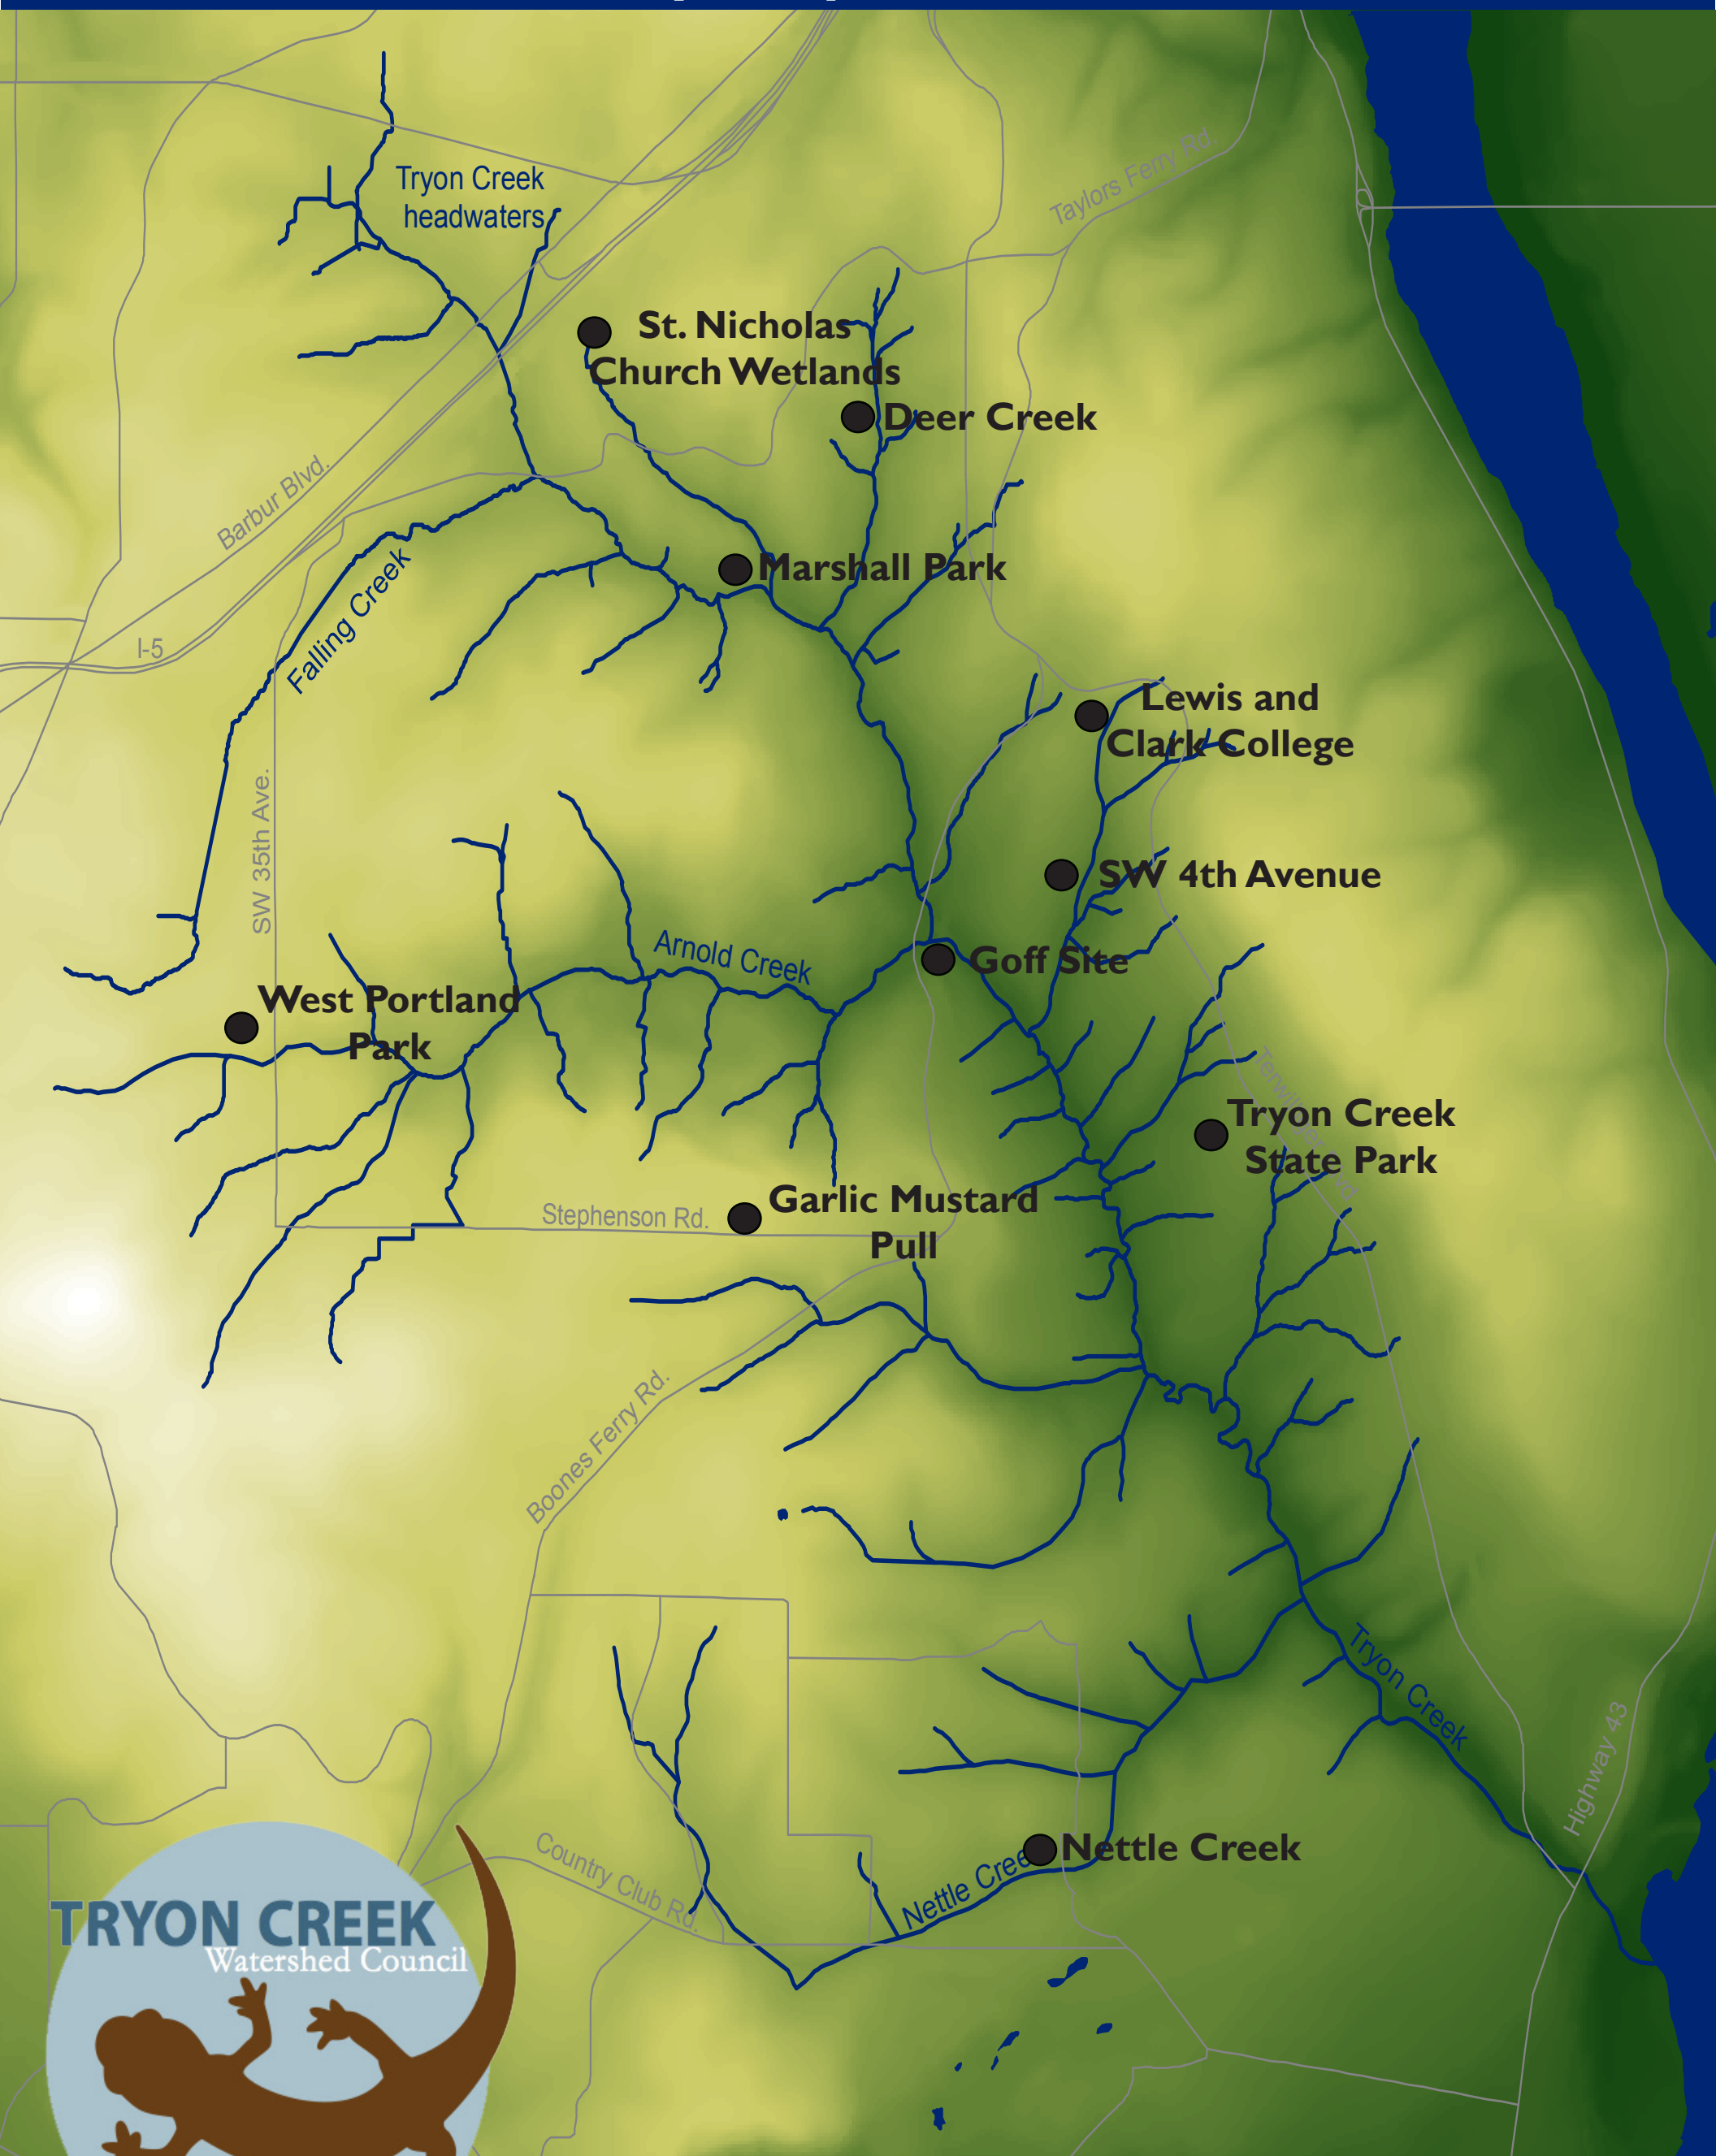 Tryon Creek
headwaters
Taylors Ferry Rd.
St. Nicholas
Church Wetlands
Deer Creek
Barbur Blvd.
Marshall Park
Falling Creek
I-5
Lewis and
Clark College
SW 35th Ave.
SW 4th Avenue
Arnold Creek
Goff Site
West Portland
Park
Tryon Creek
State Park
Garlic Mustard
Pull
Stephenson Rd.
Boones Ferry Rd.
Tryon Creek
Highway 43
Nettle Creek
Country Club Rd.
TRYON CREEK
Watershed Council